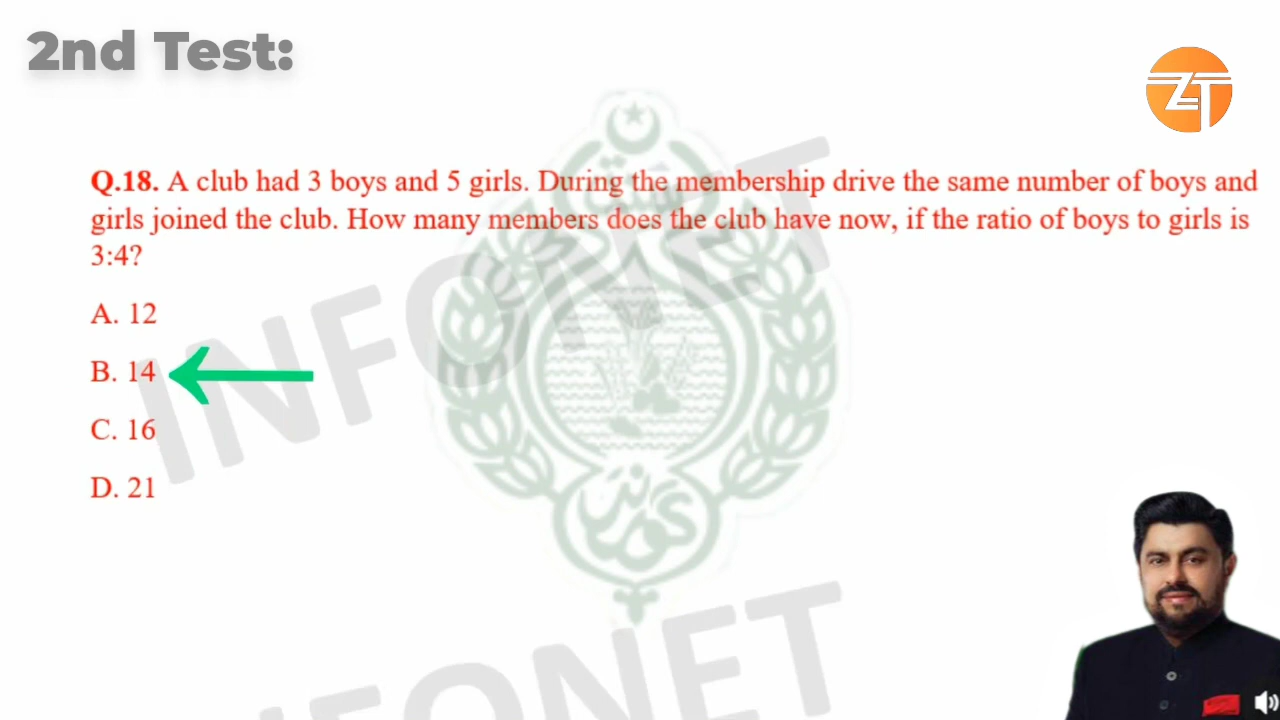 2nd Test:
ZT
Q.18. A club had 3 boys and 5 girls. During the membership drive the same number of boys and
girls joined the club. How many members does the club have now, if the ratio of boys to girls is
3:4?
A. 12
B. 14
C. 16
D. 21
INFONET
INFONET